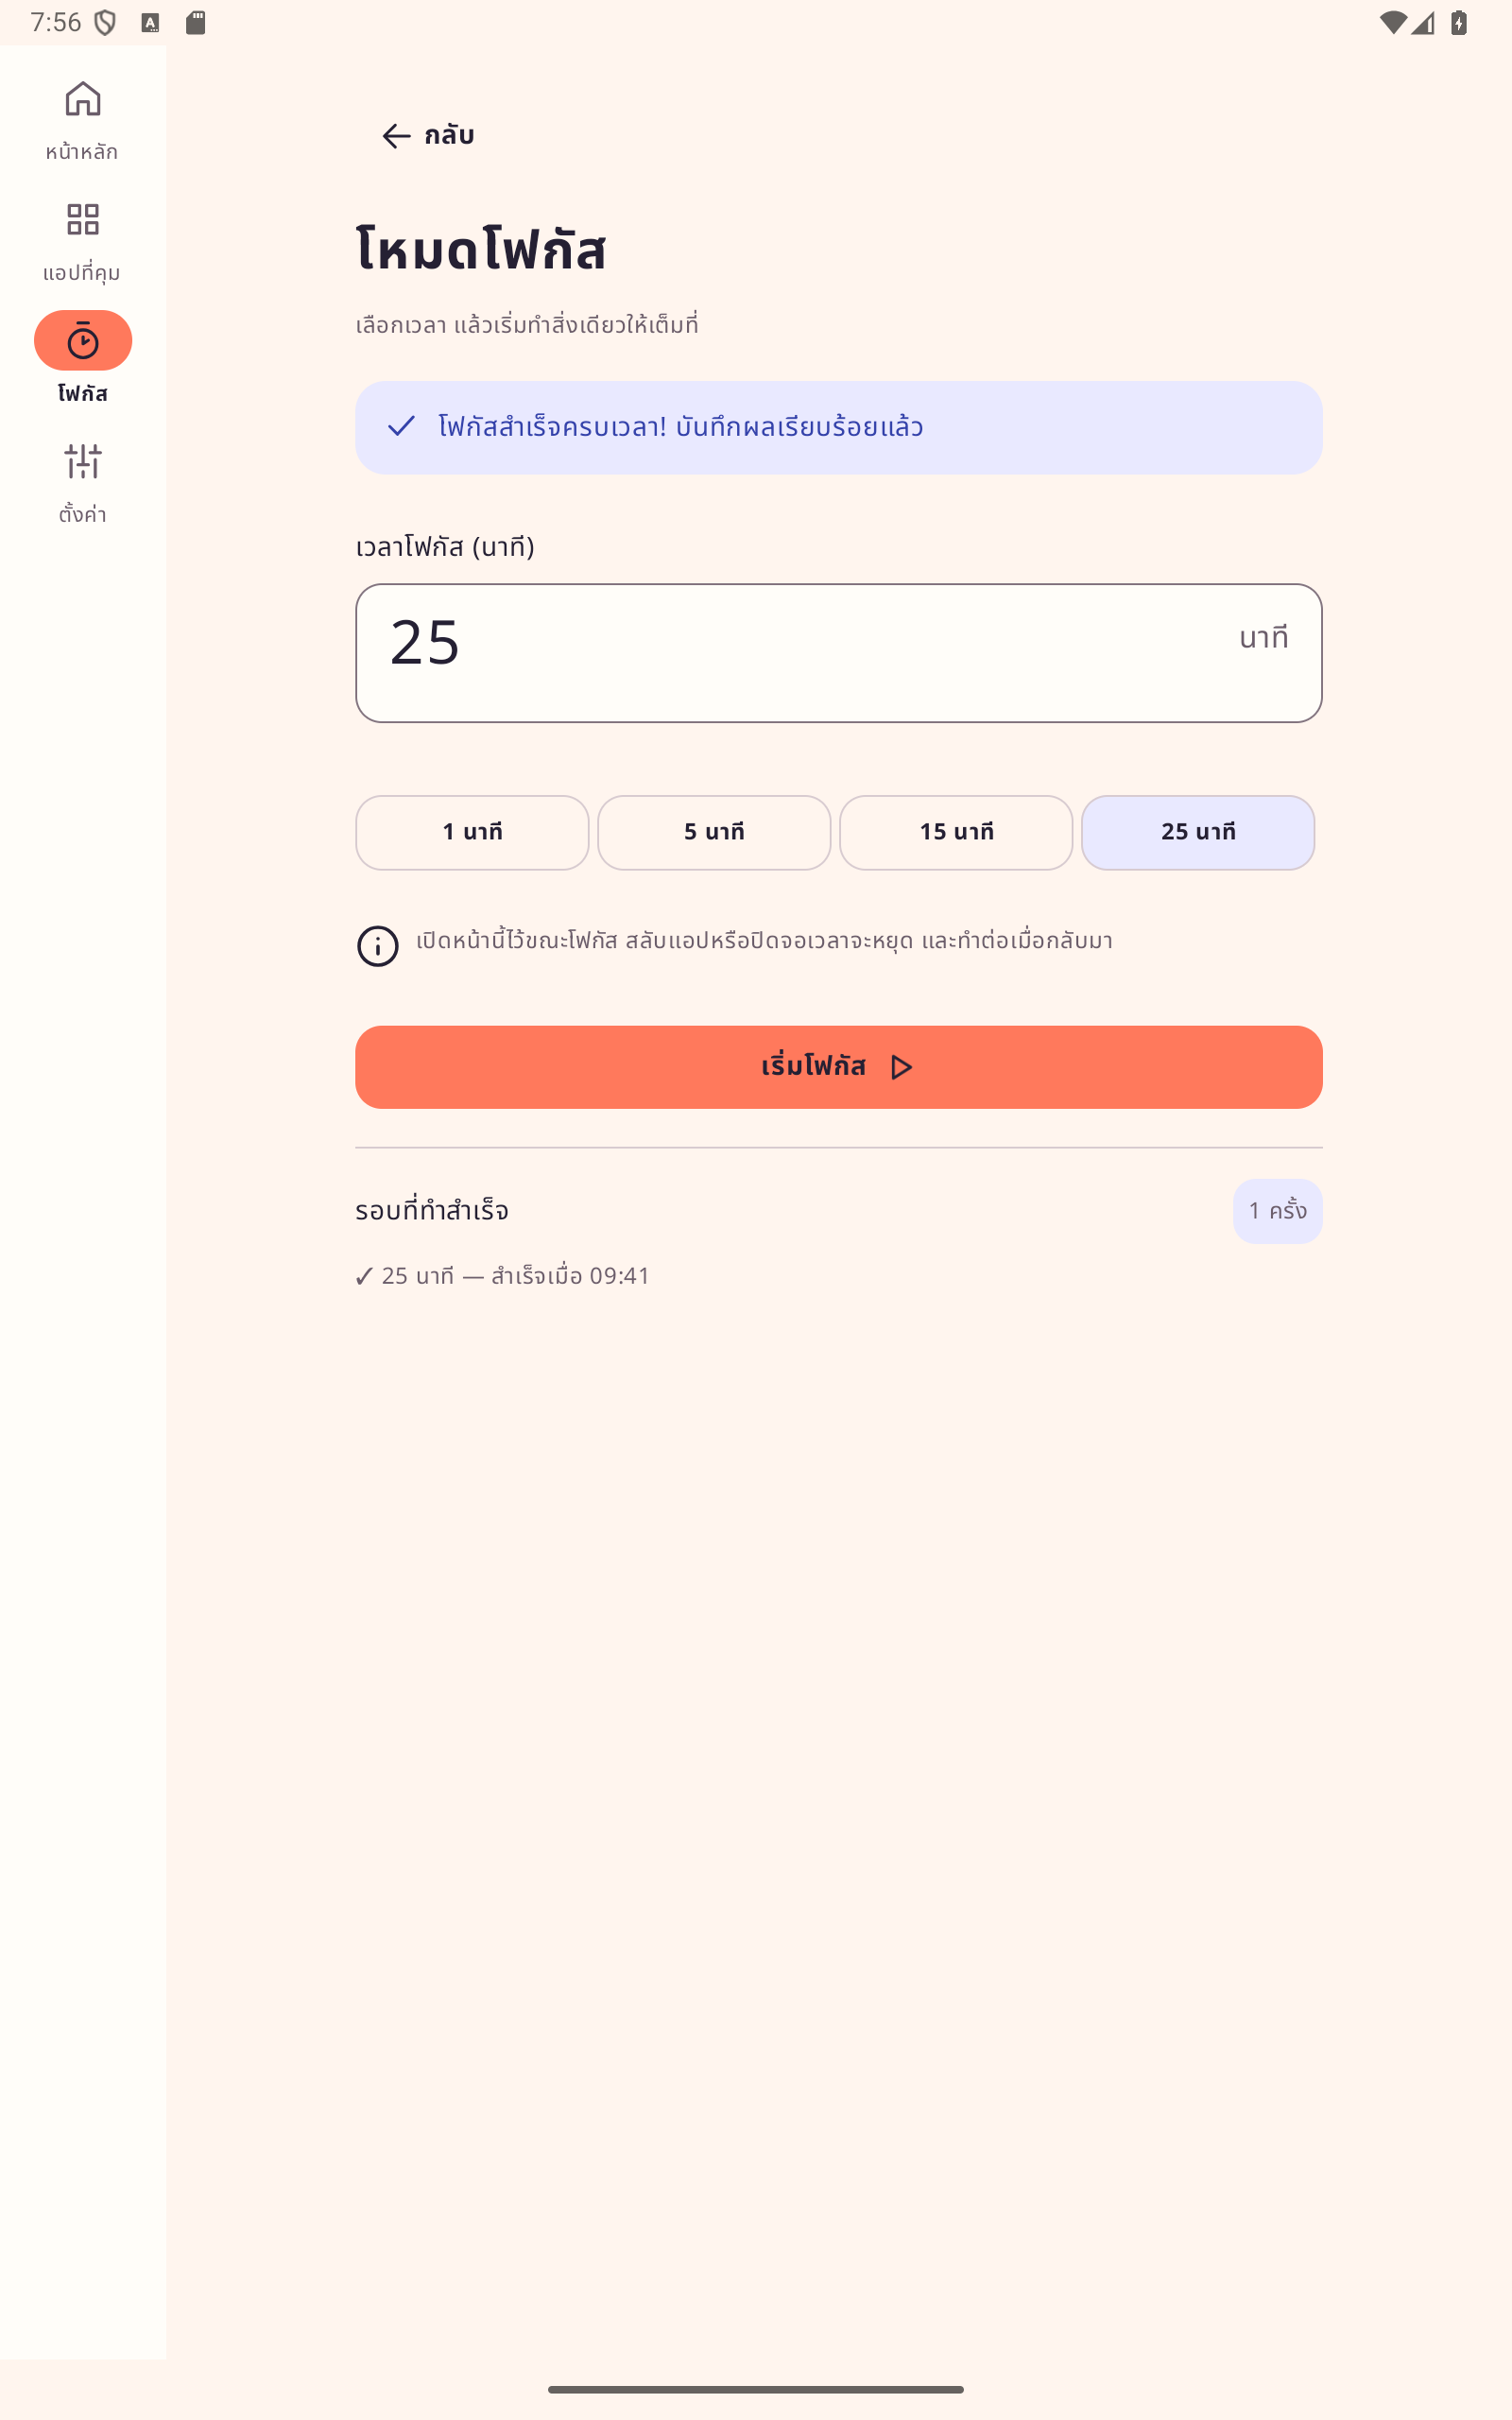 7:56
หน้าหลัก
แอปที่คุม
โฟกัส
ตั้งค่า
กลับ
โหมดโฟกัส
เลือกเวลา แล้วเริ่มทำสิ่งเดียวให้เต็มที่
โฟกัสสำเร็จครบเวลา! บันทึกผลเรียบร้อยแล้ว
เวลาโฟกัส (นาที)
25 นาที
1 นาที 5 นาที 15 นาที 25 นาที
เปิดหน้านี้ไว้ขณะโฟกัส สลับแอปหรือปิดจอเวลาจะหยุด และทำต่อเมื่อกลับมา
เริ่มโฟกัส
รอบที่ทำสำเร็จ 1 ครั้ง
✓ 25 นาที — สำเร็จเมื่อ 09:41